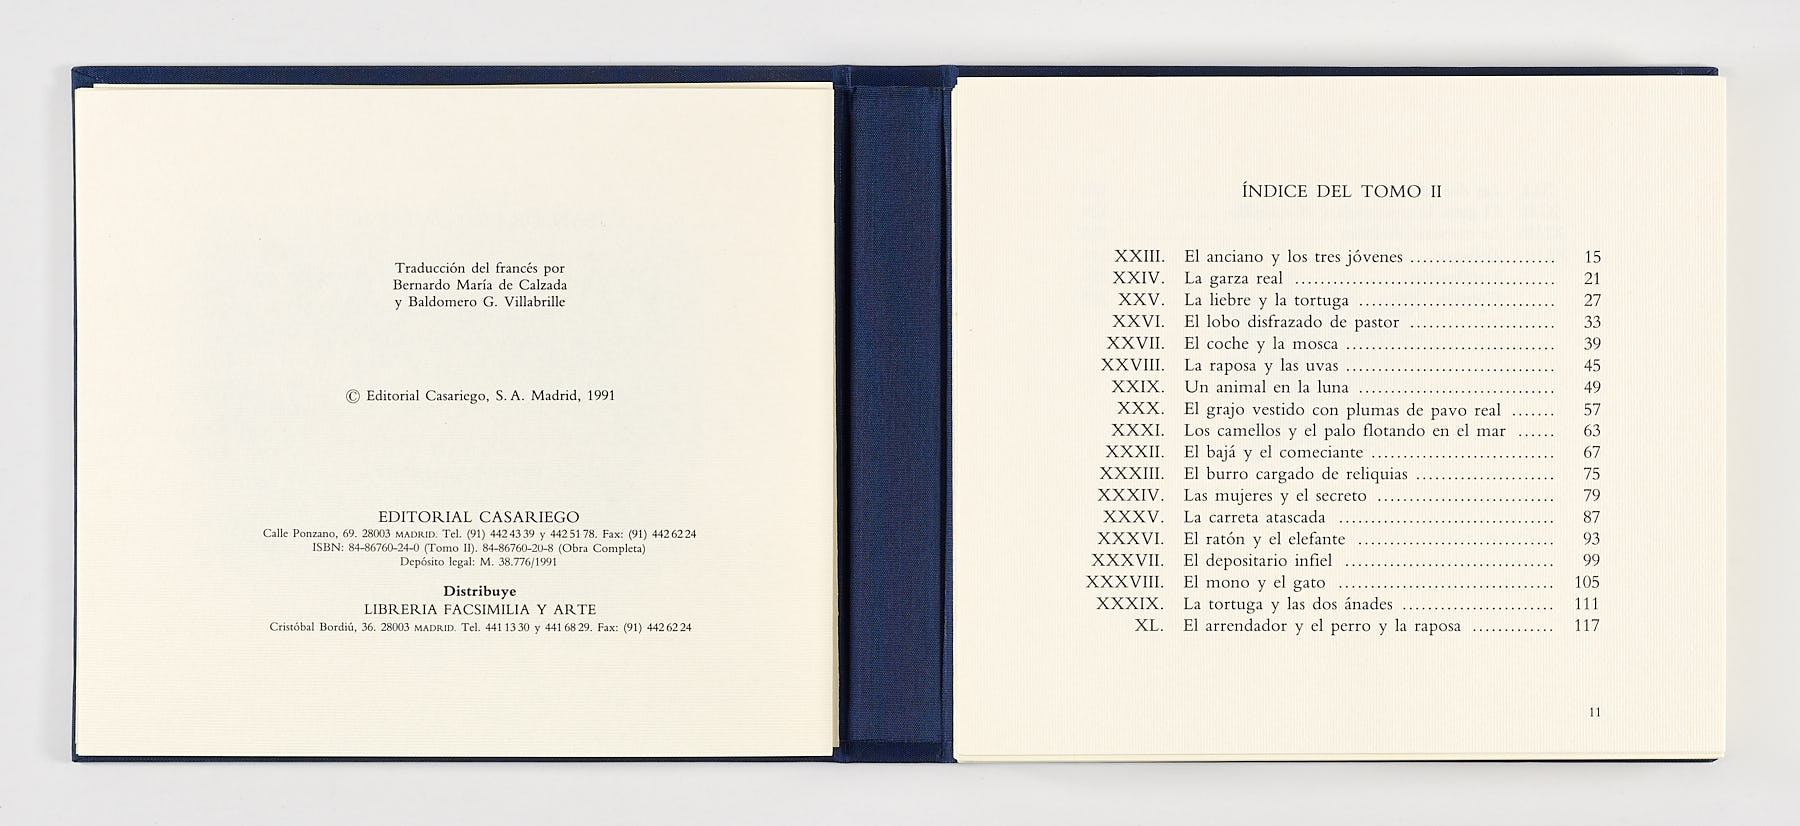 Traducción del francés por
Bernardo María de Calzada
y Baldomero G. Villabrille
© Editorial Casariego, S. A. Madrid, 1991
EDITORIAL CASARIEGO
Calle Ponzano, 69. 28003 MADRID. Tel. (91) 442 43 39 y 442 51 78. Fax: (91) 442 62 24
ISBN: 84-86760-24-0 (Tomo II). 84-86760-20-8 (Obra Completa)
Depósito legal: M. 38.776/1991
Distribuye
LIBRERIA FACSIMILIA Y ARTE
Cristóbal Bordiú, 36. 28003 MADRID. Tel. 441 13 30 y 441 68 29. Fax: (91) 442 62 24
ÍNDICE DEL TOMO II
XXIII. El anciano y los tres jóvenes ....................... 15
XXIV. La garza real ......................................... 21
XXV. La liebre y la tortuga ............................... 27
XXVI. El lobo disfrazado de pastor ....................... 33
XXVII. El coche y la mosca ................................. 39
XXVIII. La raposa y las uvas ................................. 45
XXIX. Un animal en la luna ............................... 49
XXX. El grajo vestido con plumas de pavo real ....... 57
XXXI. Los camellos y el palo flotando en el mar ...... 63
XXXII. El bajá y el comeciante ............................. 67
XXXIII. El burro cargado de reliquias ...................... 75
XXXIV. Las mujeres y el secreto ............................ 79
XXXV. La carreta atascada .................................. 87
XXXVI. El ratón y el elefante ............................... 93
XXXVII. El depositario infiel ................................. 99
XXXVIII. El mono y el gato .................................. 105
XXXIX. La tortuga y las dos ánades ........................ 111
XL. El arrendador y el perro y la raposa ............. 117
11